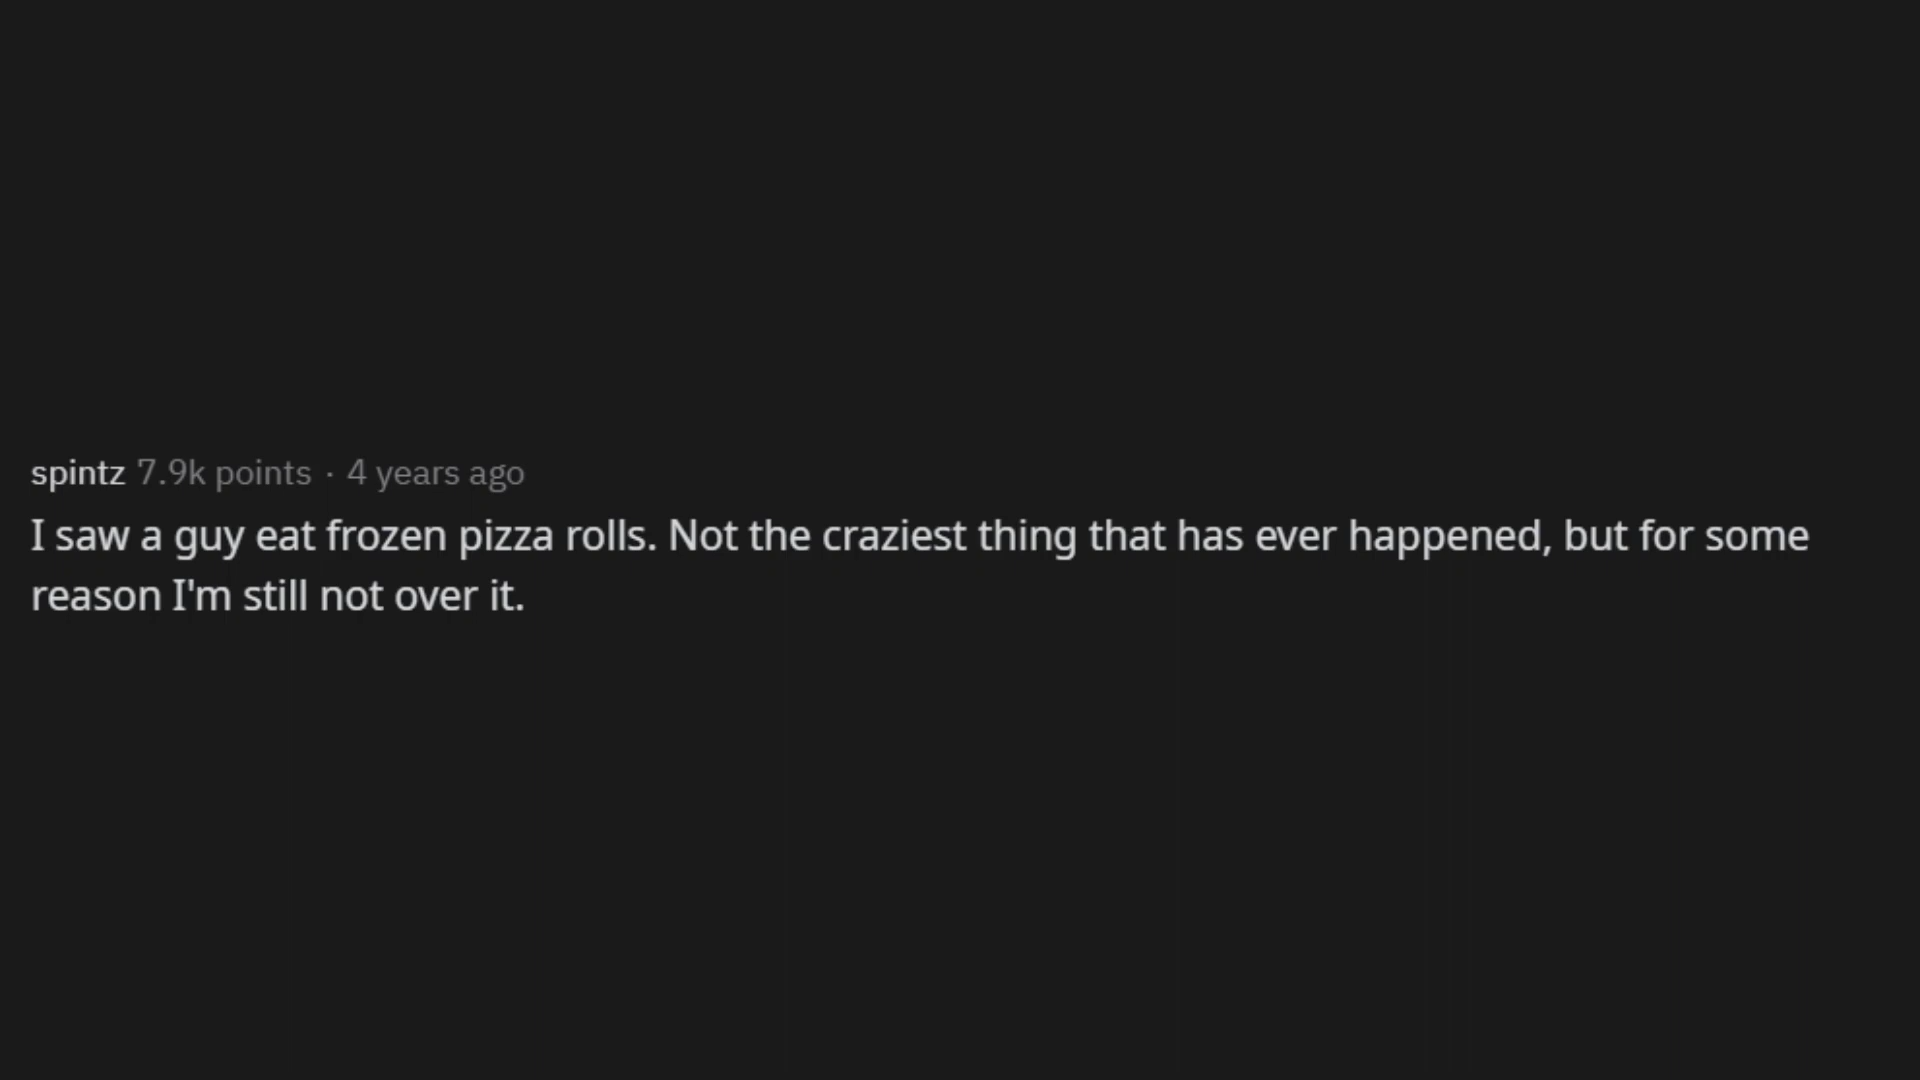 spintz 7.9k points · 4 years ago
I saw a guy eat frozen pizza rolls. Not the craziest thing that has ever happened, but for some
reason I'm still not over it.